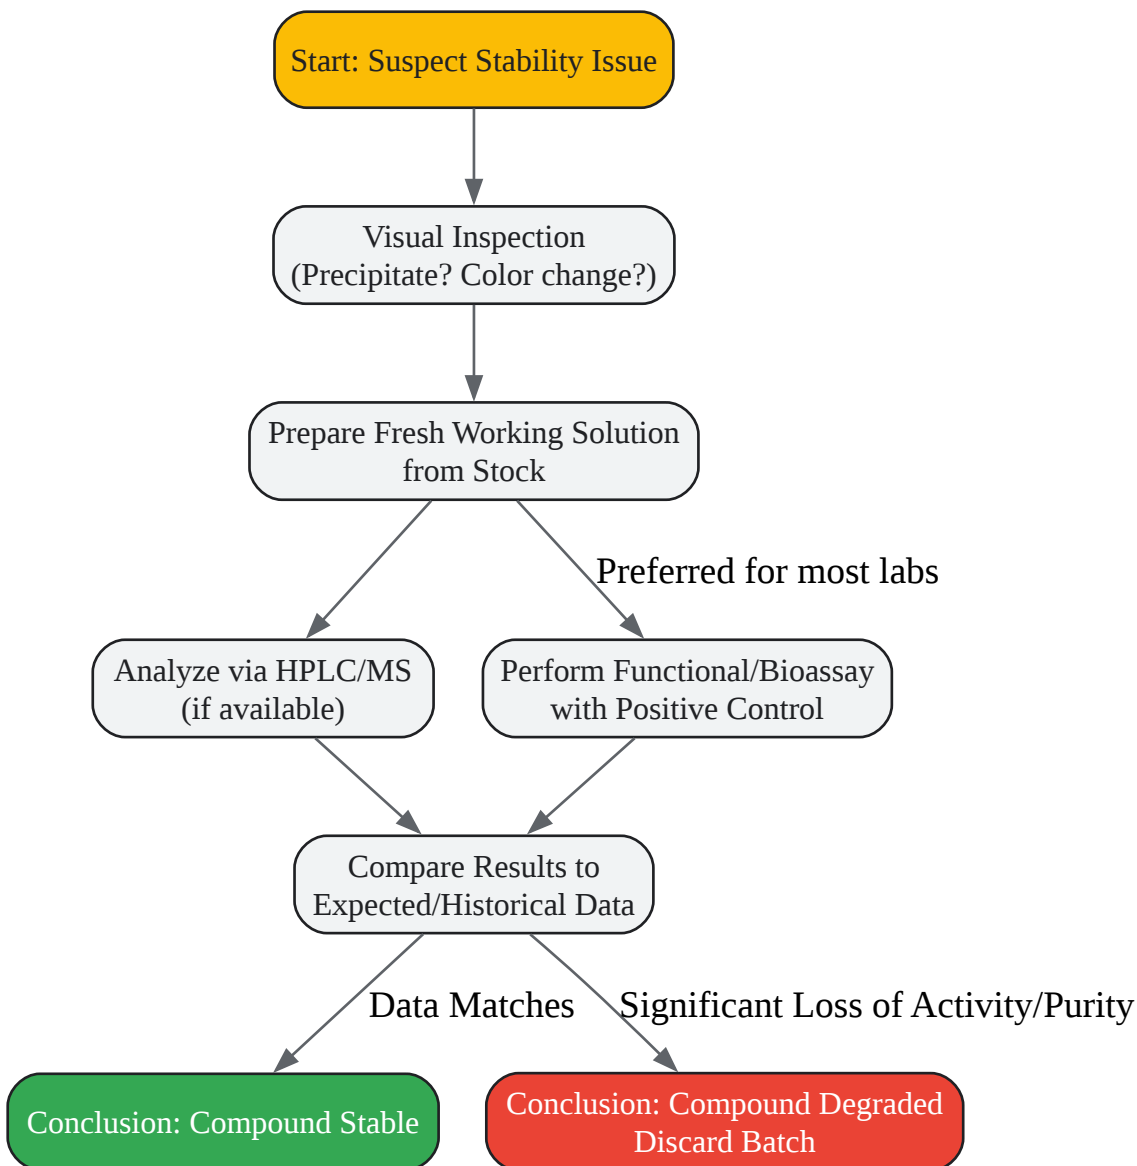 Start: Suspect Stability Issue
Visual Inspection
(Precipitate? Color change?)
Prepare Fresh Working Solution
from Stock
Preferred for most labs
Analyze via HPLC/MS
(if available)
Perform Functional/Bioassay
with Positive Control
Compare Results to
Expected/Historical Data
Data Matches
Significant Loss of Activity/Purity
Conclusion: Compound Stable
Conclusion: Compound Degraded
Discard Batch